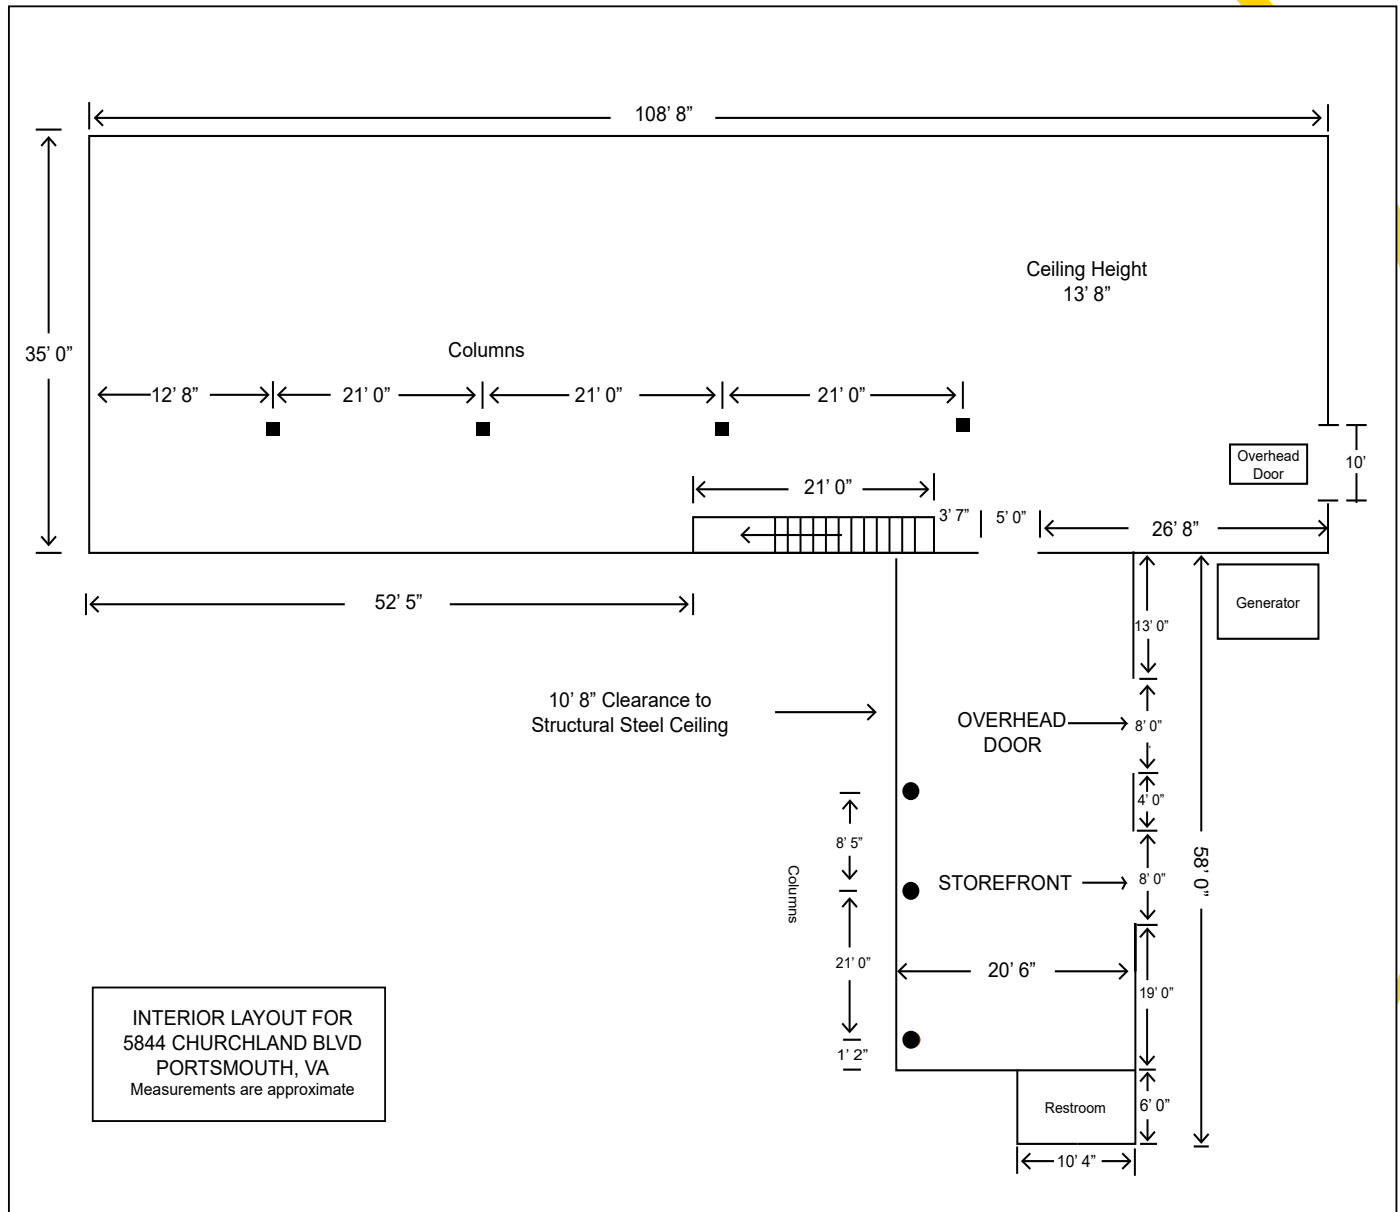 108’ 8”
Ceiling Height
13’ 8”
35’ 0”
Columns
12’ 8”
21’ 0”
21’ 0”
21’ 0”
Overhead
Door
10’
21’ 0”
3’ 7”
5’ 0”
26’ 8”
52’ 5”
Generator
13’ 0”
10’ 8” Clearance to
Structural Steel Ceiling
OVERHEAD
DOOR
8’ 0”
4’ 0”
8’ 5”
Columns
STOREFRONT
8’ 0”
58’ 0”
21’ 0”
20’ 6”
19’ 0”
1’ 2”
INTERIOR LAYOUT FOR
5844 CHURCHLAND BLVD
PORTSMOUTH, VA
Measurements are approximate
Restroom
6’ 0”
10’ 4”